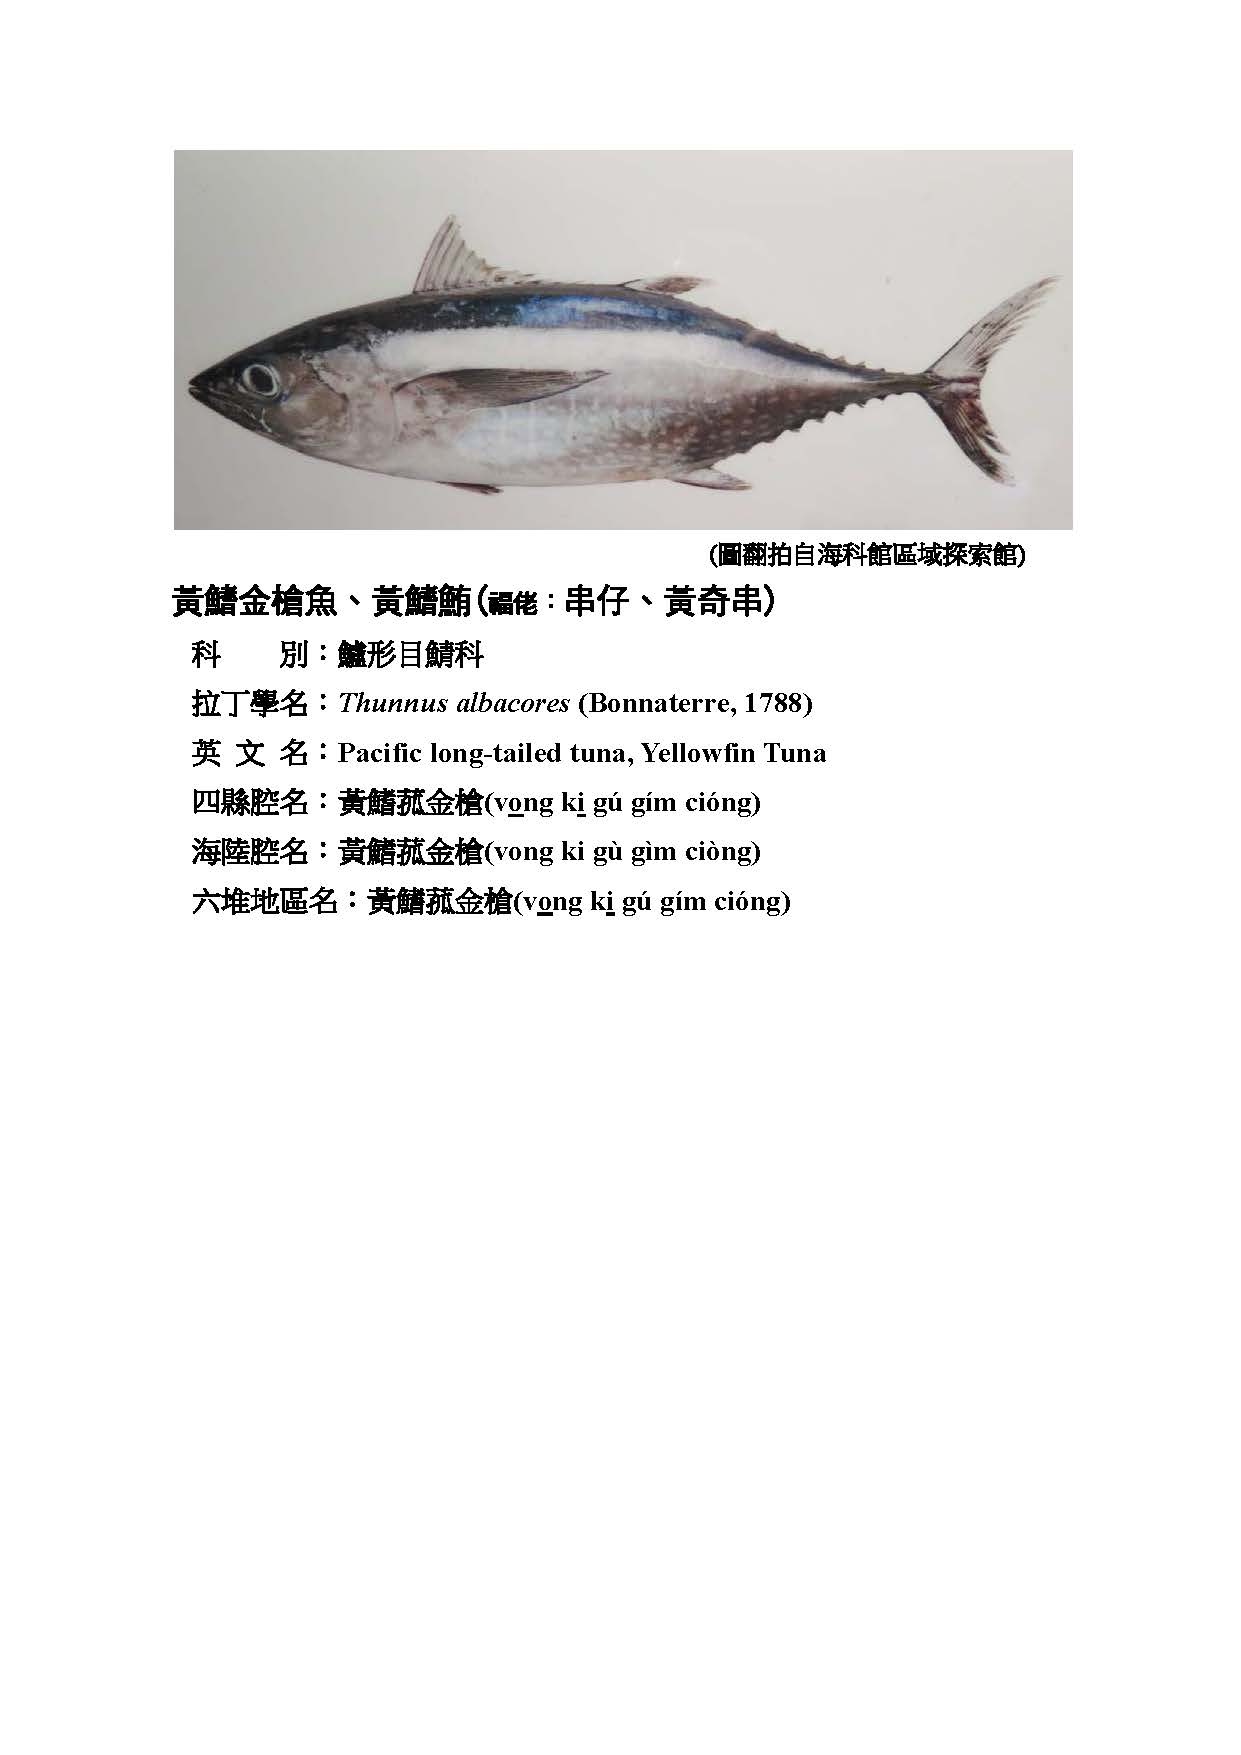 (圖翻拍自海科館區域探索館)
黃鰭金槍魚、黃鰭鮪(福佬：串仔、黃奇串)
科　　別：鱸形目鯖科
拉丁學名：Thunnus albacores (Bonnaterre, 1788)
英 文 名：Pacific long-tailed tuna, Yellowfin Tuna
四縣腔名：黃鰭菰金槍(vong ki gú gím cióng)
海陸腔名：黃鰭菰金槍(vong ki gù gìm ciòng)
六堆地區名：黃鰭菰金槍(vong ki gú gím cióng)